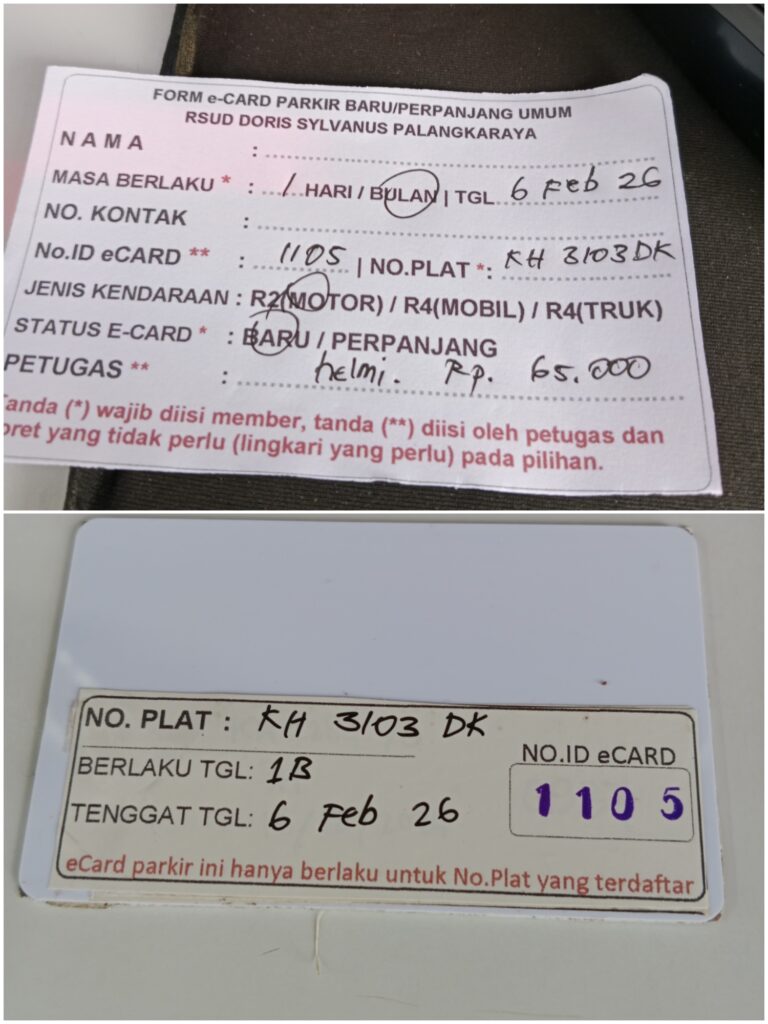 FORM e-CARD PARKIR BARU/PERPANJANG UMUM
RSUD DORIS SYLVANUS PALANGKARAYA
NAMA :
MASA BERLAKU * : 1 HARI / BULAN | TGL 6 Feb 26
NO. KONTAK :
No.ID eCARD ** : 1105 | NO.PLAT *: KH 3103 DK
JENIS KENDARAAN : R2(MOTOR) / R4(MOBIL) / R4(TRUK)
STATUS E-CARD * : BARU / PERPANJANG
PETUGAS ** : helmi. Rp. 65.000
Tanda (*) wajib diisi member, tanda (**) diisi oleh petugas dan
oret yang tidak perlu (lingkari yang perlu) pada pilihan.
NO. PLAT : KH 3103 DK
BERLAKU TGL: 1B
TENGGAT TGL: 6 Feb 26
NO.ID eCARD
1105
eCard parkir ini hanya berlaku untuk No.Plat yang terdaftar